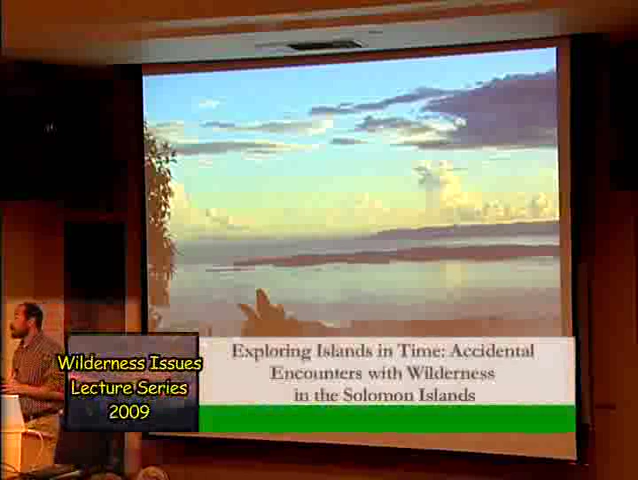 Wilderness Issues
Lecture Series
2009
Exploring Islands in Time: Accidental
Encounters with Wilderness
in the Solomon Islands